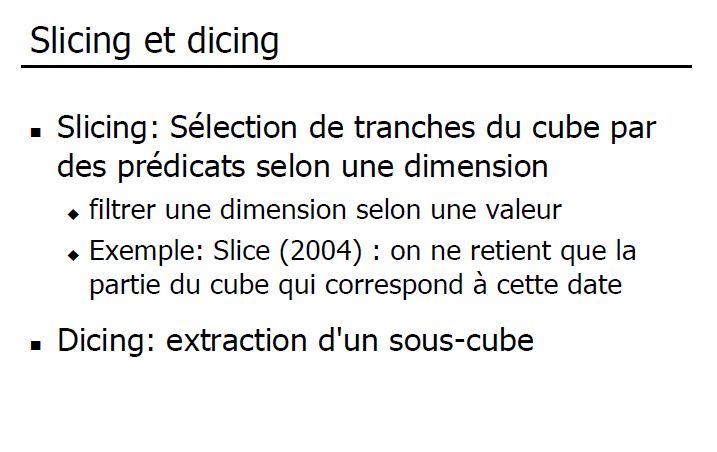 Slicing et dicing
Slicing: Sélection de tranches du cube par
des prédicats selon une dimension
filtrer une dimension selon une valeur
Exemple: Slice (2004) : on ne retient que la
partie du cube qui correspond à cette date
Dicing: extraction d'un sous-cube